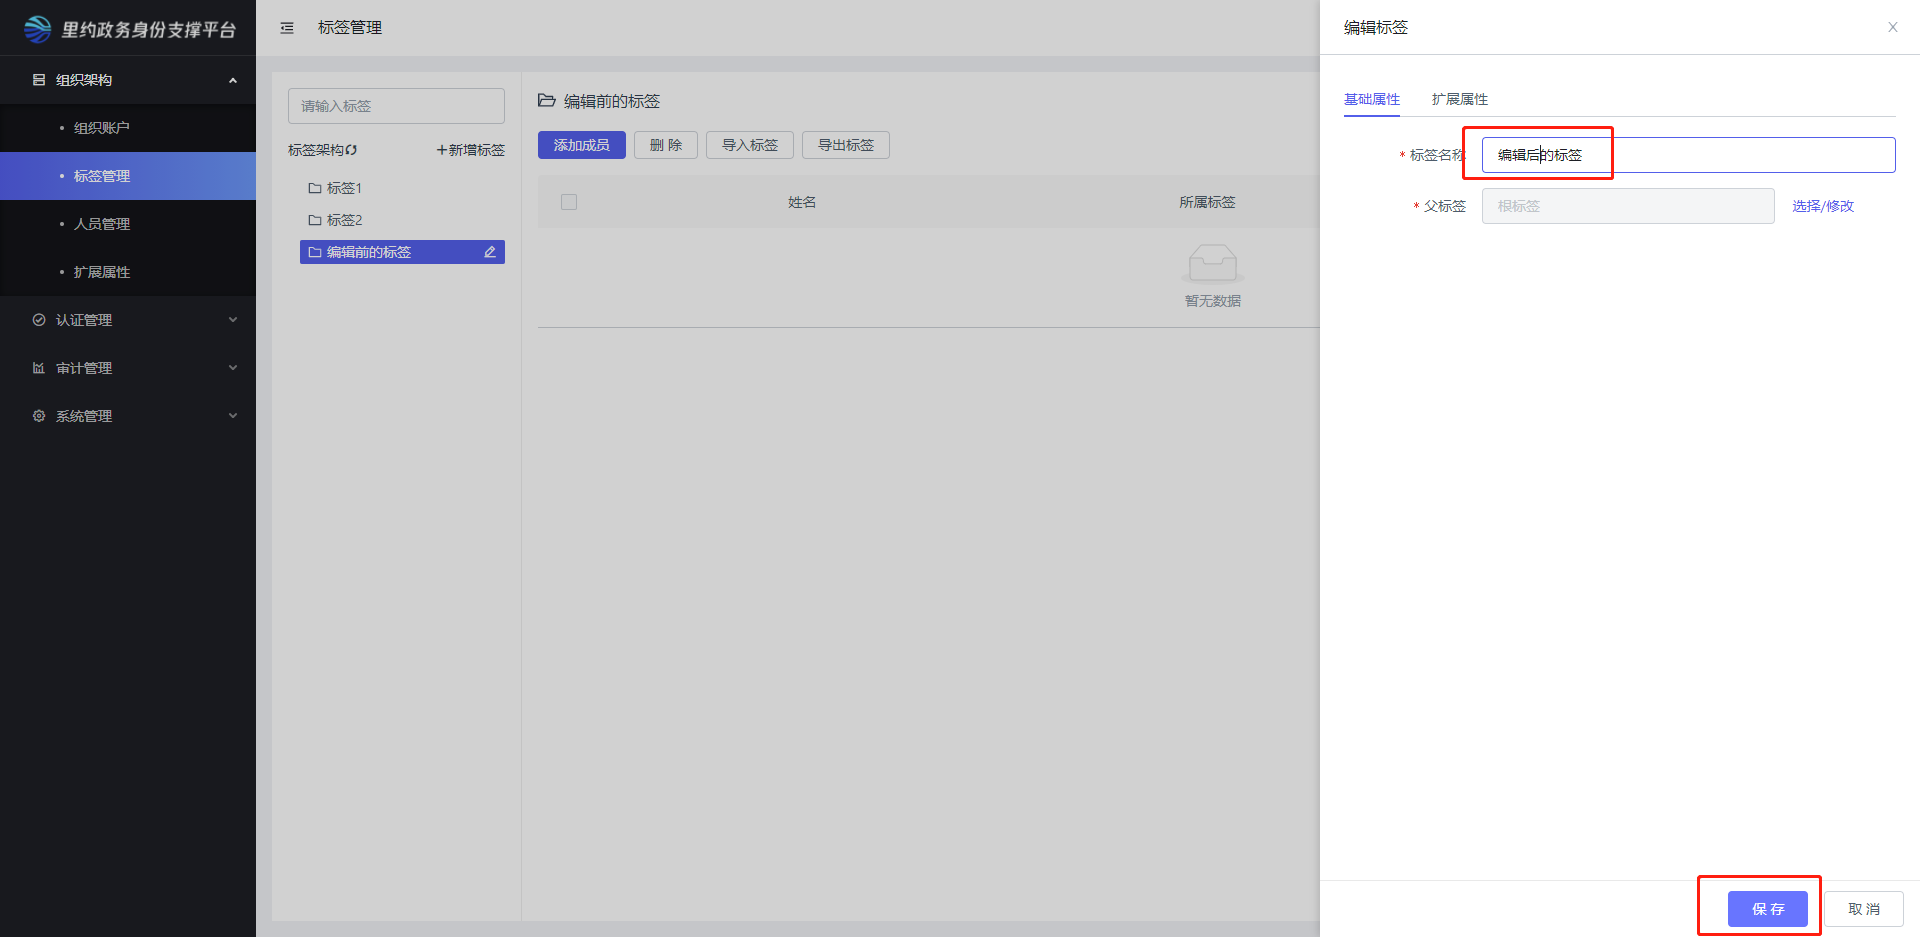 里约政务身份支撑平台
组织架构
组织账户
标签管理
人员管理
扩展属性
认证管理
审计管理
系统管理
标签管理
请输入标签
标签架构
+新增标签
标签1
标签2
编辑前的标签
编辑前的标签
添加成员
删 除
导入标签
导出标签
姓名
所属标签
暂无数据
编辑标签
基础属性
扩展属性
* 标签名称
编辑后的标签
* 父标签
根标签
选择/修改
保 存
取 消